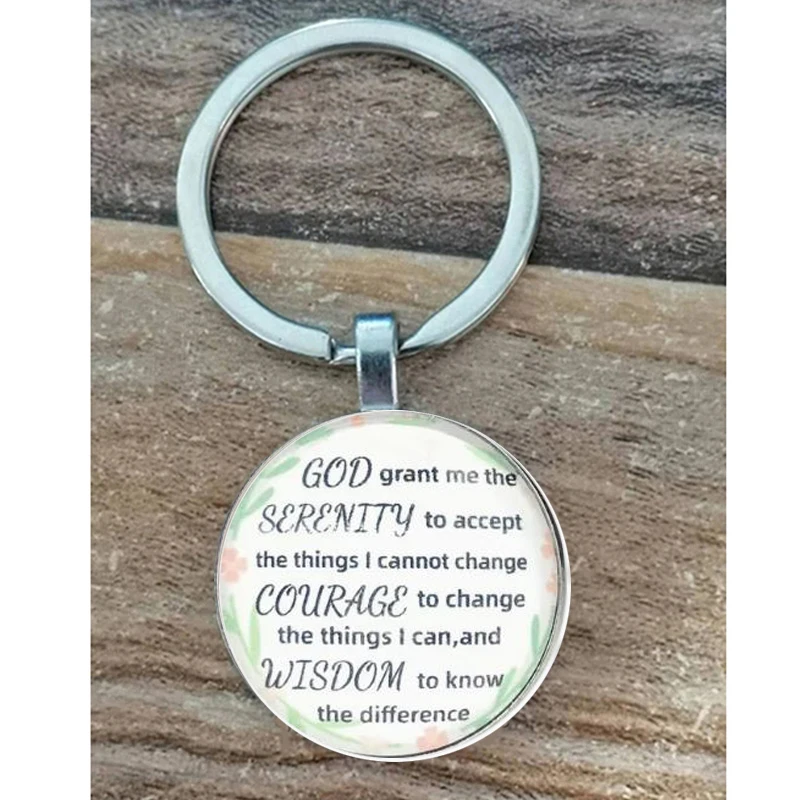 GOD grant me the
SERENITY to accept
the things I cannot change
COURAGE to change
the things I can,and
WISDOM to know
the difference